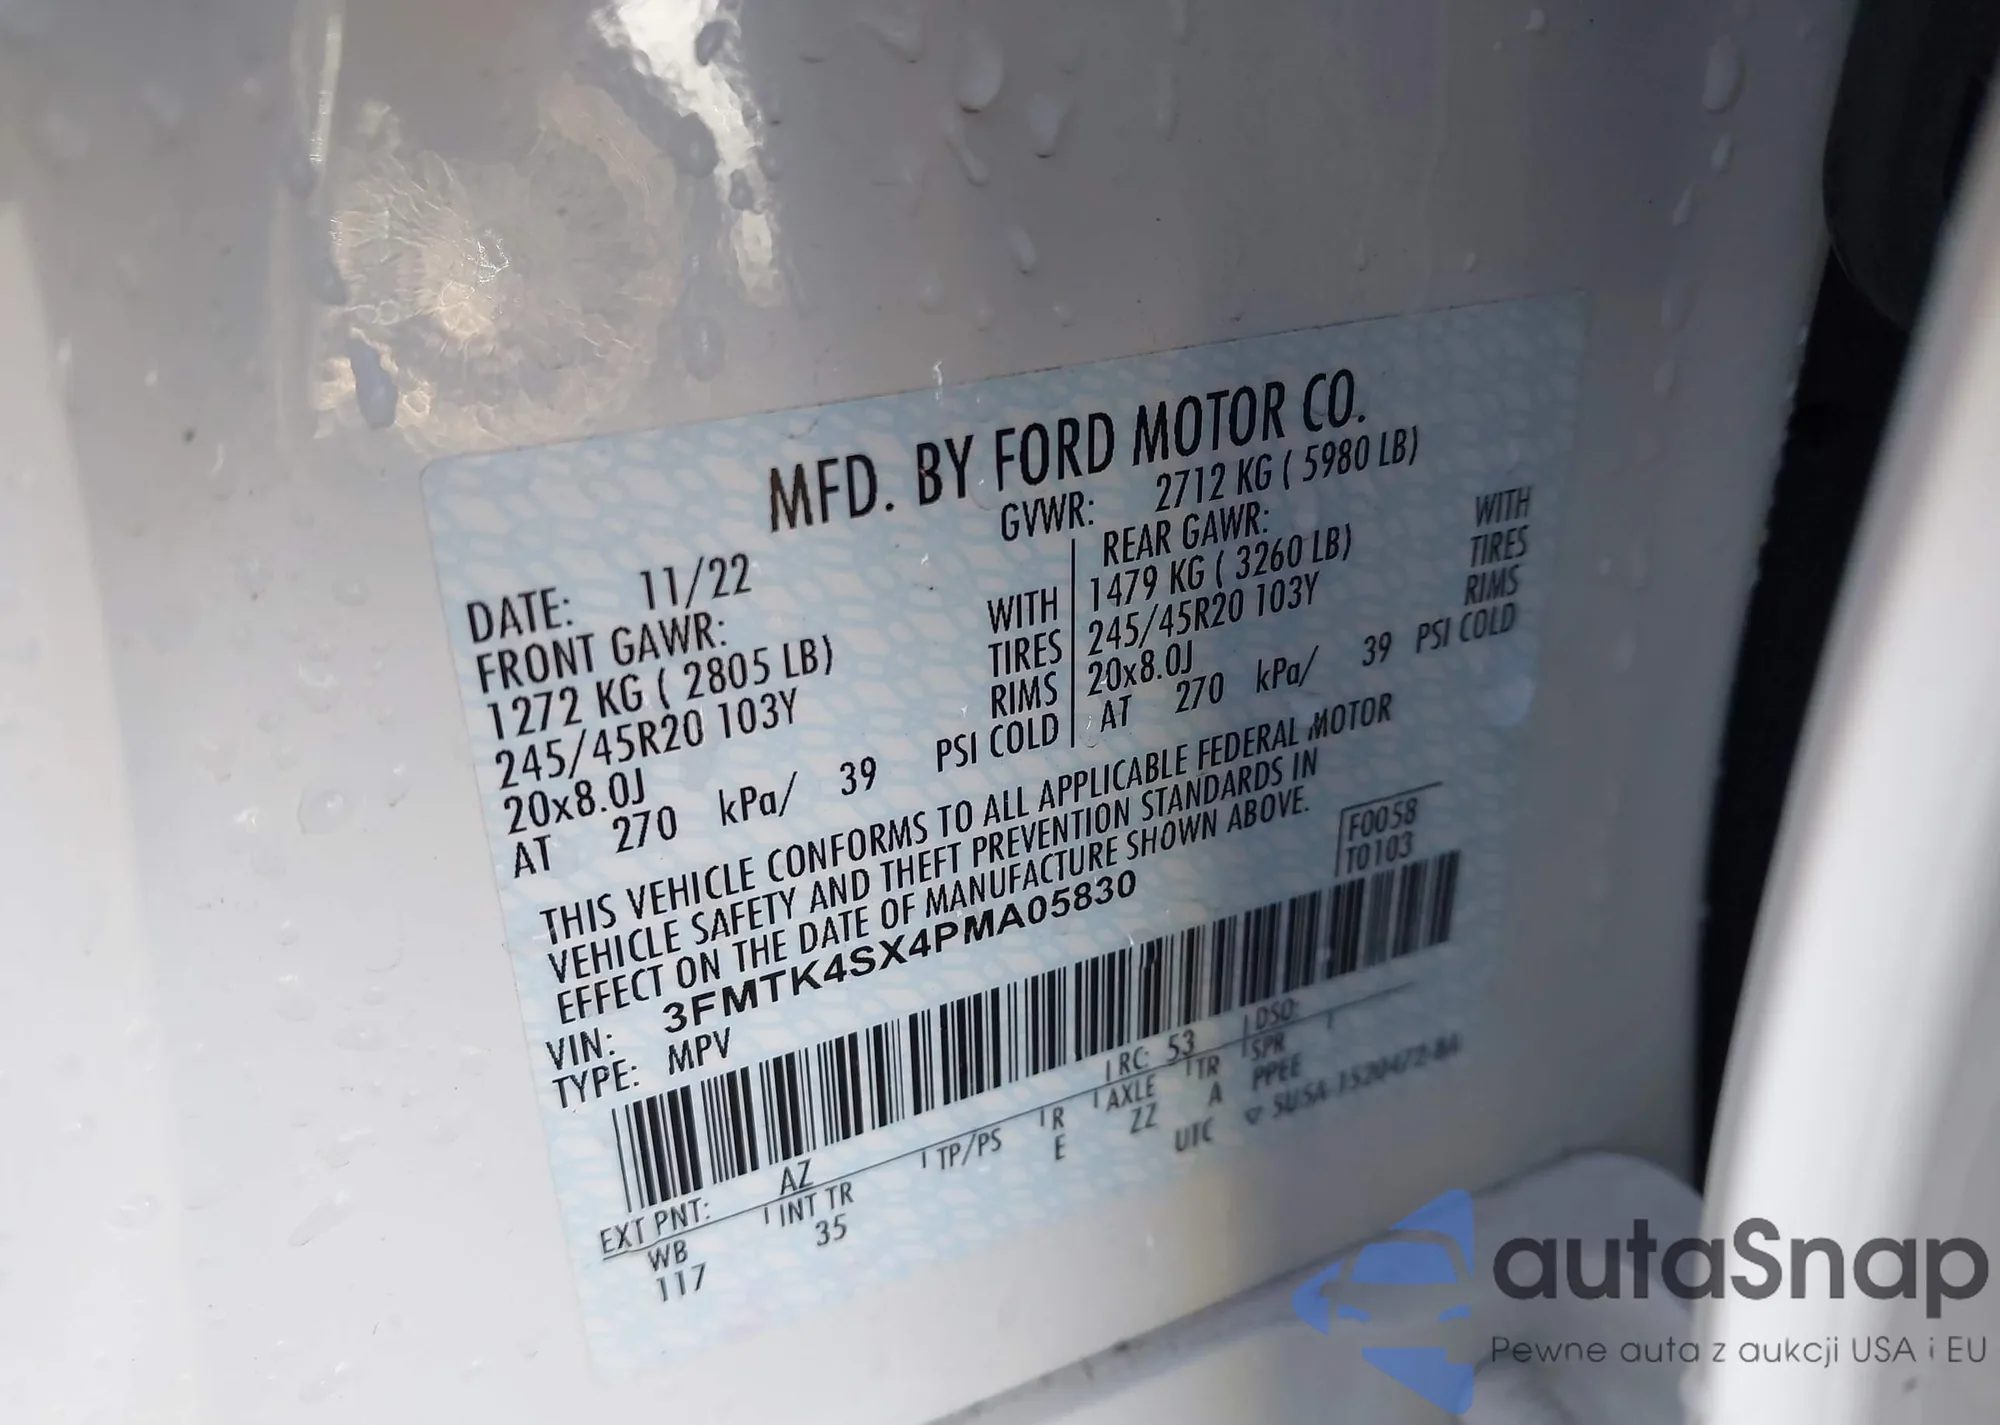 MFD. BY FORD MOTOR CO.
DATE: 11/22 GVWR: 2712 KG ( 5980 LB)
FRONT GAWR: REAR GAWR:
1272 KG ( 2805 LB) WITH 1479 KG ( 3260 LB) WITH
245/45R20 103Y TIRES 245/45R20 103Y TIRES
20x8.0J RIMS 20x8.0J RIMS
AT 270 kPa/ 39 PSI COLD AT 270 kPa/ 39 PSI COLD
THIS VEHICLE CONFORMS TO ALL APPLICABLE FEDERAL MOTOR
VEHICLE SAFETY AND THEFT PREVENTION STANDARDS IN
EFFECT ON THE DATE OF MANUFACTURE SHOWN ABOVE.
F0058
T0103
VIN: 3FMTK4SX4PMA05830
TYPE: MPV
EXT PNT: AZ RC: 53 DSO:
WB INT TR TP/PS R AXLE TR SPR
117 35 E ZZ A PPEE
UTC SUSA-1520472-BA
autaSnap
Pewne auta z aukcji USA i EU